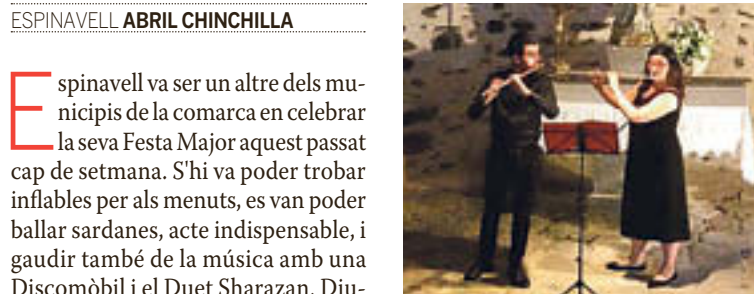 ESPINAVELL ABRIL CHINCHILLA
Espinavell va ser un altre dels mu-
nicipis de la comarca en celebrar
la seva Festa Major aquest passat
cap de setmana. S'hi va poder trobar
inflables per als menuts, es van poder
ballar sardanes, acte indispensable, i
gaudir també de la música amb una
Discomòbil i el Duet Sharazan. Diu-